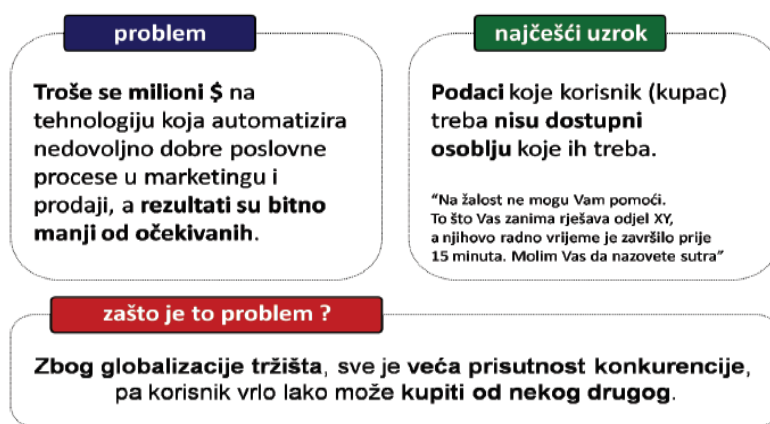 problem
Troše se milioni $ na
tehnologiju koja automatizira
nedovoljno dobre poslovne
procese u marketingu i
prodaji, a rezultati su bitno
manji od očekivanih.
najčešći uzrok
Podaci koje korisnik (kupac)
treba nisu dostupni
osoblju koje ih treba.
“Na žalost ne mogu Vam pomoći.
To što Vas zanima rješava odjel XY,
a njihovo radno vrijeme je završilo prije
15 minuta. Molim Vas da nazovete sutra”
zašto je to problem ?
Zbog globalizacije tržišta, sve je veća prisutnost konkurencije,
pa korisnik vrlo lako može kupiti od nekog drugog.